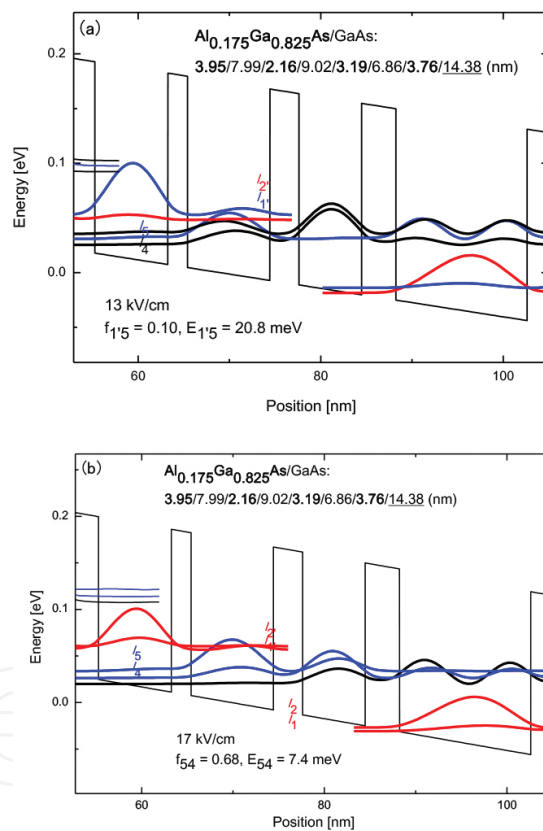 (a)
Al0.175Ga0.825As/GaAs:
3.95/7.99/2.16/9.02/3.19/6.86/3.76/14.38 (nm)
0.2
0.1
0.0
Energy [eV]
l2'
l1'
l5
l4
13 kV/cm
f1'5 = 0.10, E1'5 = 20.8 meV
60
80
100
Position [nm]
(b)
Al0.175Ga0.825As/GaAs:
3.95/7.99/2.16/9.02/3.19/6.86/3.76/14.38 (nm)
0.2
0.1
0.0
Energy [eV]
l5
l4
l2
l1
17 kV/cm
f54 = 0.68, E54 = 7.4 meV
60
80
100
Position [nm]